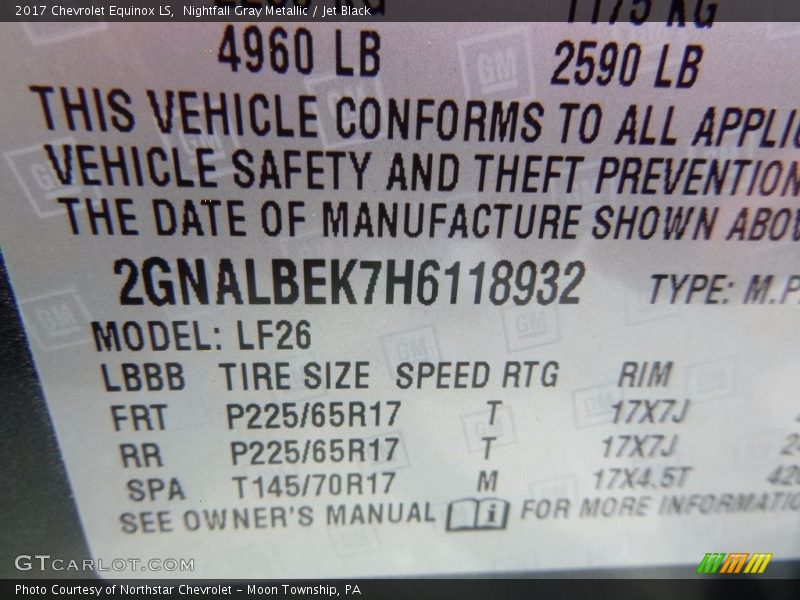 2017 Chevrolet Equinox LS,  Nightfall Gray Metallic / Jet Black
1175 KG
4960 LB 2590 LB
THIS VEHICLE CONFORMS TO ALL
VEHICLE SAFETY AND THEFT PREVENTION
THE DATE OF MANUFACTURE SHOWN
2GNALBEK7H6118932 TYPE: M.P
MODEL: LF26
LBBB TIRE SIZE SPEED RTG RIM
FRT P225/65R17 T 17X7J
RR P225/65R17 T 17X7J
SPA T145/70R17 M 17X4.5T
SEE OWNER'S MANUAL i FOR MORE
GTCARLOT.COM
Photo Courtesy of Northstar Chevrolet – Moon Township, PA